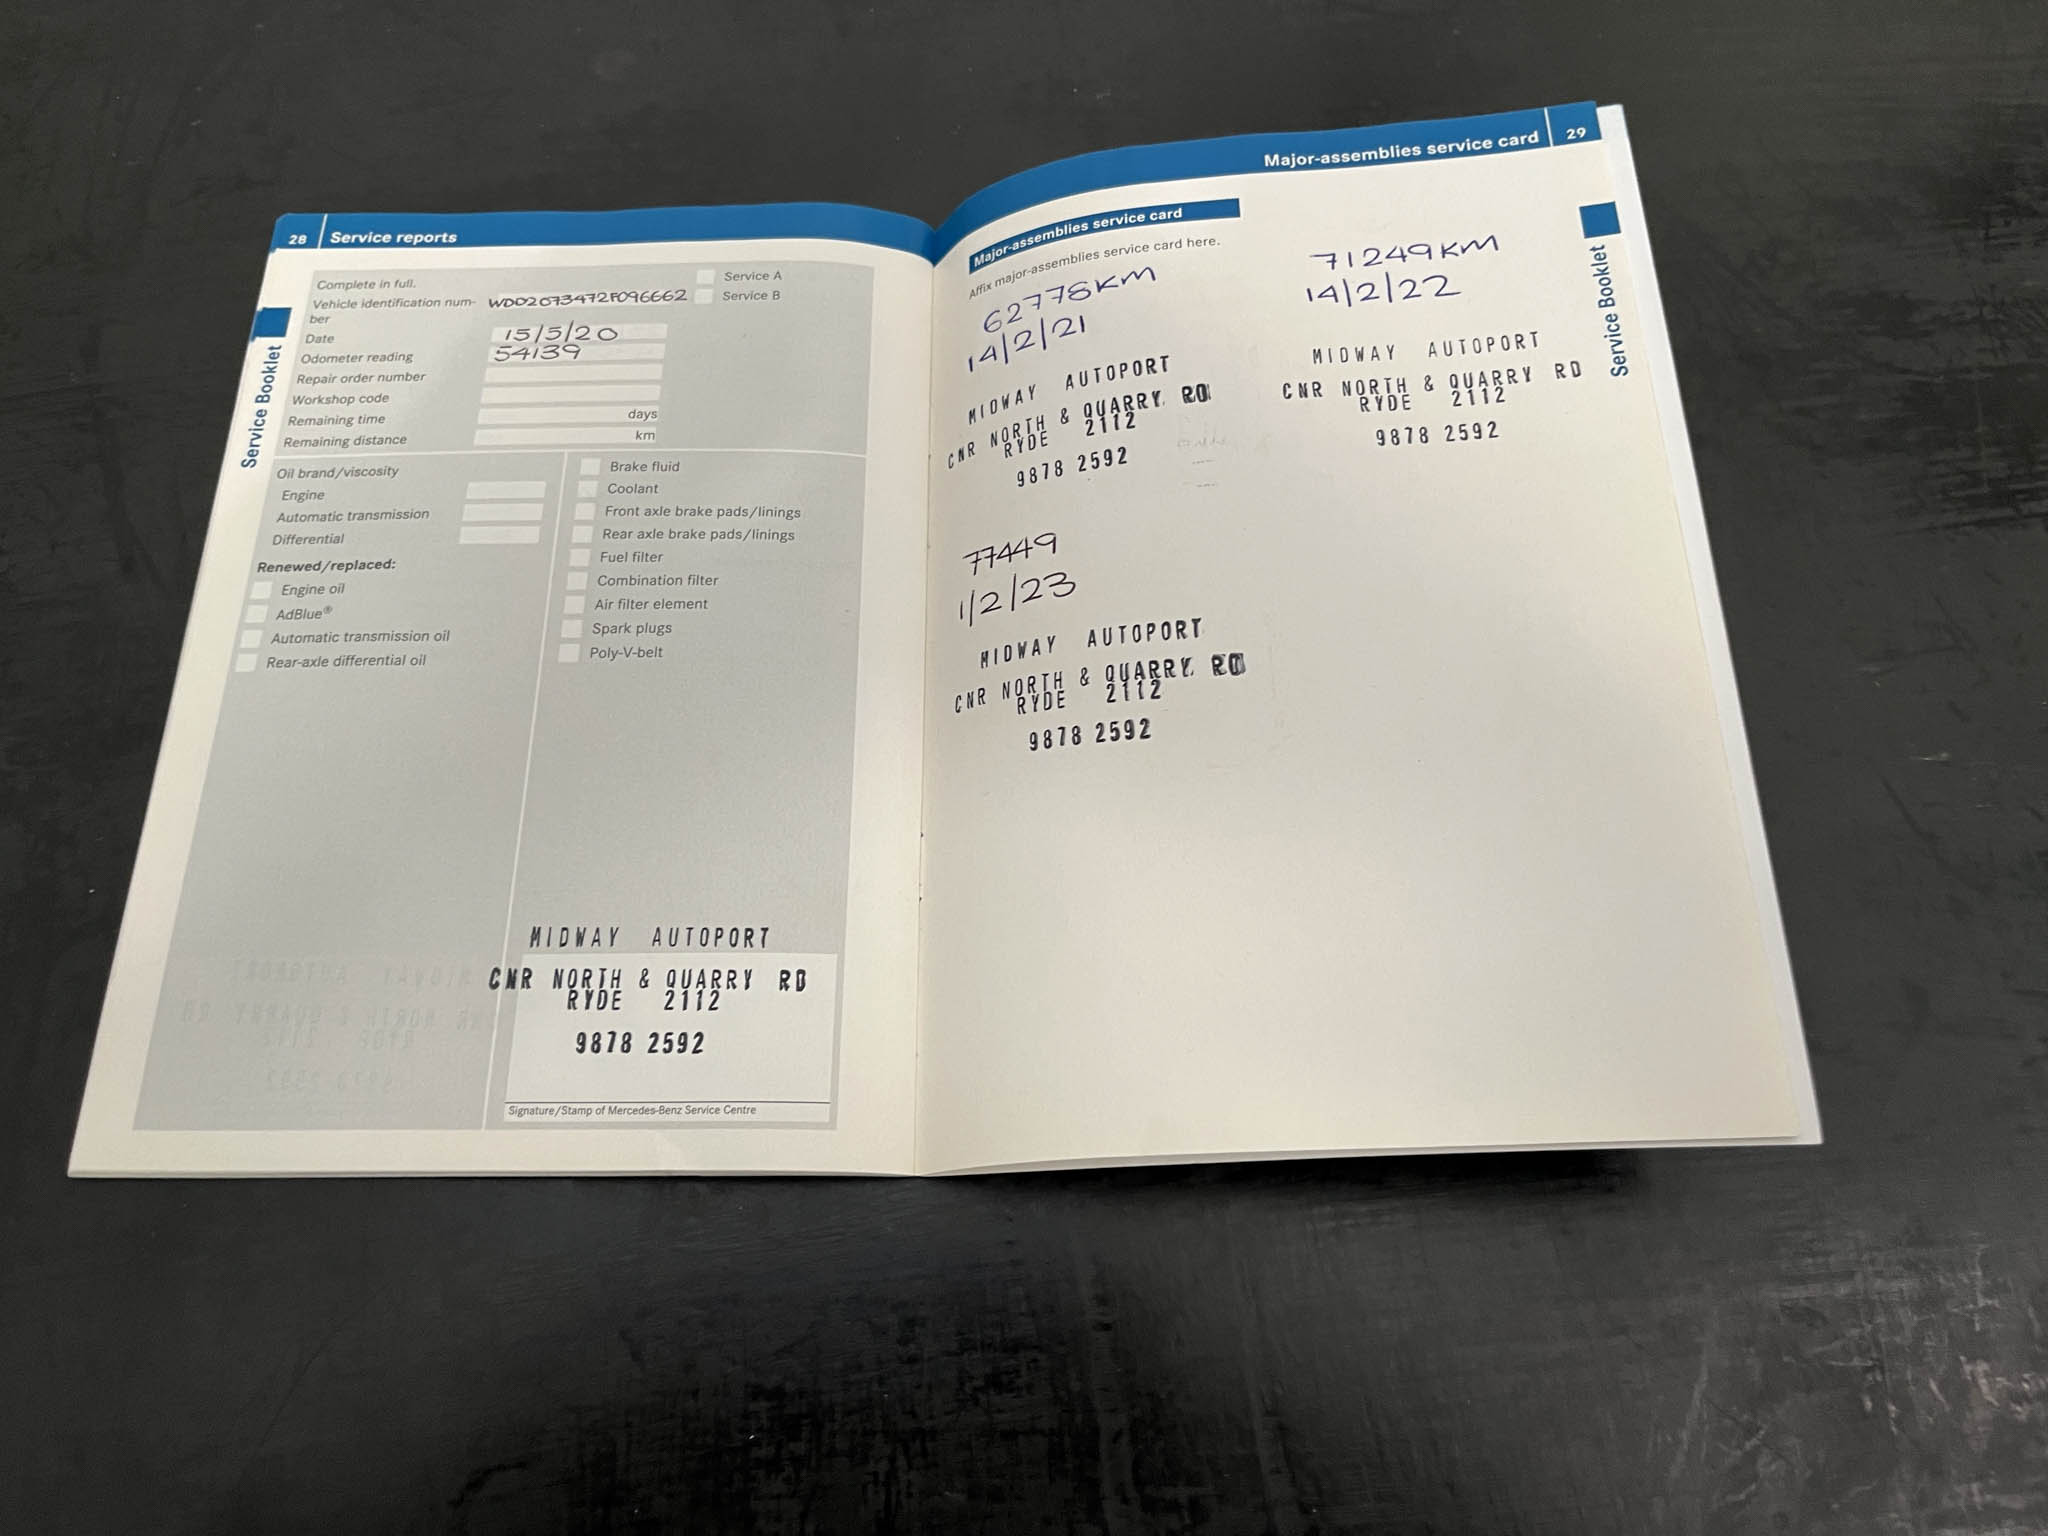 28 Service reports
Service Booklet
Complete in full.
Vehicle identification num-
ber
WDD2073472F096662
Service A
Service B
Date 15/5/20
Odometer reading 54139
Repair order number
Workshop code
Remaining time days
Remaining distance km
Oil brand/viscosity
Engine
Automatic transmission
Differential
Renewed/replaced:
Engine oil
AdBlue®
Automatic transmission oil
Rear-axle differential oil
Brake fluid
Coolant
Front axle brake pads/linings
Rear axle brake pads/linings
Fuel filter
Combination filter
Air filter element
Spark plugs
Poly-V-belt
MIDWAY AUTOPORT
CNR NORTH & QUARRY RD
RYDE 2112
9878 2592
Signature/Stamp of Mercedes-Benz Service Centre
Major-assemblies service card 29
Service Booklet
Major-assemblies service card
Affix major-assemblies service card here.
62778KM
14/2/21
MIDWAY AUTOPORT
CNR NORTH & QUARRY RD
RYDE 2112
9878 2592
71249KM
14/2/22
MIDWAY AUTOPORT
CNR NORTH & QUARRY RD
RYDE 2112
9878 2592
77449
1/2/23
MIDWAY AUTOPORT
CNR NORTH & QUARRY RD
RYDE 2112
9878 2592